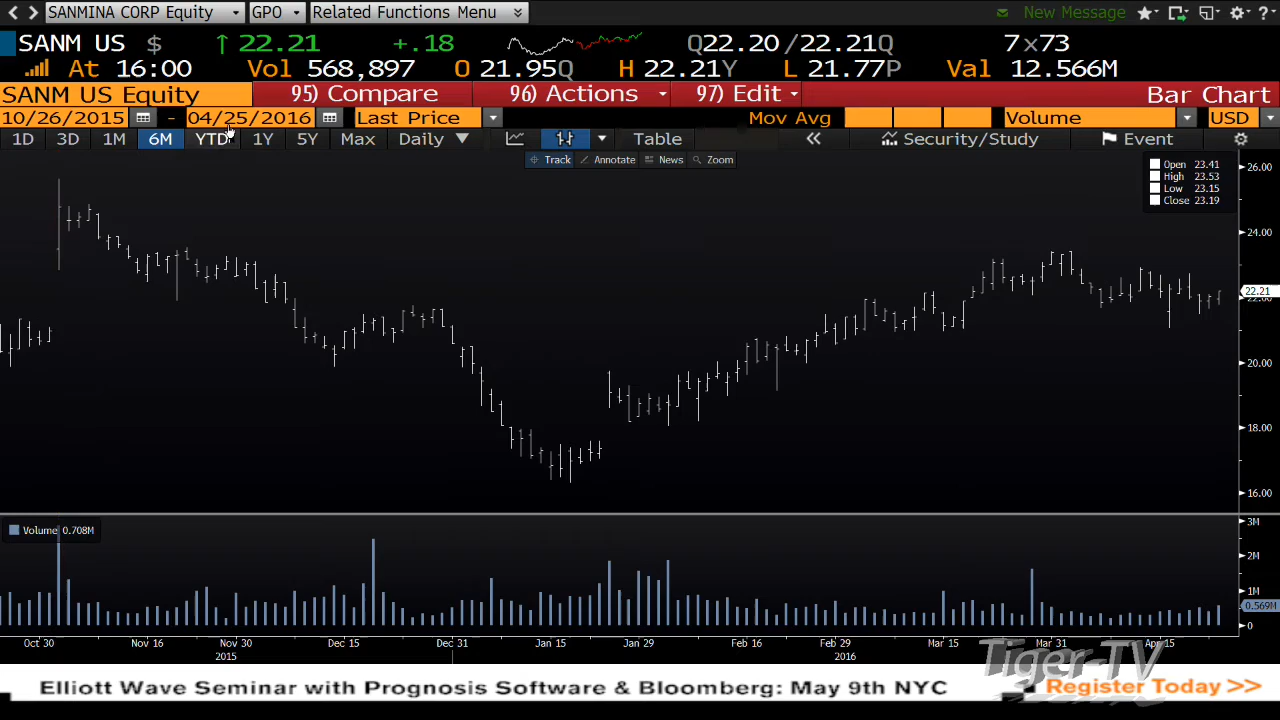 SANMINA CORP Equity GPO Related Functions Menu New Message
SANM US $ ↑ 22.21 +.18 Q22.20 /22.21Q 7×73
At 16:00 Vol 568,897 O 21.95Q H 22.21Y L 21.77P Val 12.566M
SANM US Equity 95) Compare 96) Actions 97) Edit Bar Chart
10/26/2015 - 04/25/2016 Last Price Mov Avg Volume USD
1D 3D 1M 6M YTD 1Y 5Y Max Daily ▼ Table « Security/Study Event
Track Annotate News Zoom
Open 23.41
High 23.53
Low 23.15
Close 23.19
26.00
24.00
22.21
22.00
20.00
18.00
16.00
Volume 0.708M
3M
2M
1M
0.569M
0
Oct 30 Nov 16 Nov 30 Dec 15 Dec 31 Jan 15 Jan 29 Feb 16 Feb 29 Mar 15 Mar 31 Apr 15
2015 2016
Tiger-TV
Elliott Wave Seminar with Prognosis Software & Bloomberg: May 9th NYC
Register Today >>